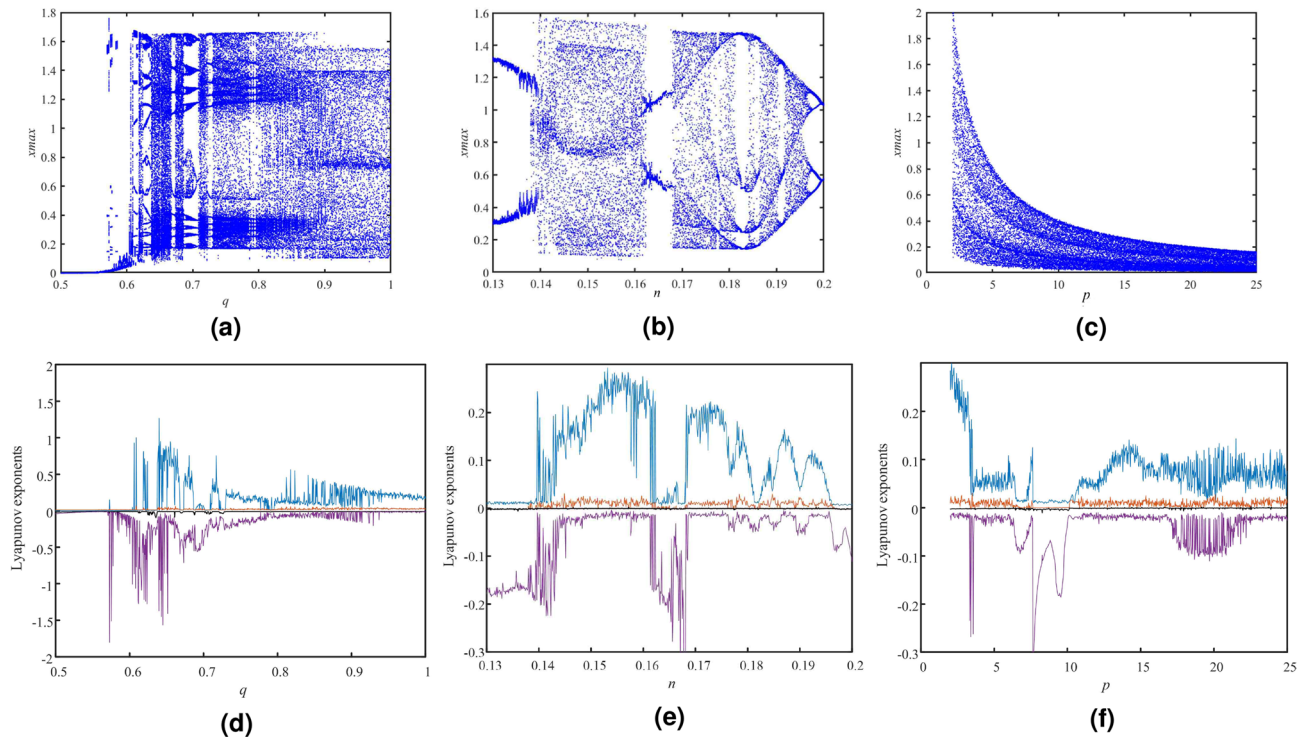 1.8
1.6
1.4
1.2
1
0.8
0.6
0.4
0.2
0
xmax
0.5 0.6 0.7 0.8 0.9 1
q
(a)
1.6
1.4
1.2
1
0.8
0.6
0.4
0.2
0
xmax
0.13 0.14 0.15 0.16 0.17 0.18 0.19 0.2
n
(b)
2
1.8
1.6
1.4
1.2
1
0.8
0.6
0.4
0.2
0
xmax
0 5 10 15 20 25
p
(c)
2
1.5
1
0.5
0
-0.5
-1
-1.5
-2
Lyapunov exponents
0.5 0.6 0.7 0.8 0.9 1
q
(d)
0.2
0.1
0
-0.1
-0.2
-0.3
Lyapunov exponents
0.13 0.14 0.15 0.16 0.17 0.18 0.19 0.2
n
(e)
0.2
0.1
0
-0.1
-0.2
-0.3
Lyapunov exponents
0 5 10 15 20 25
p
(f)